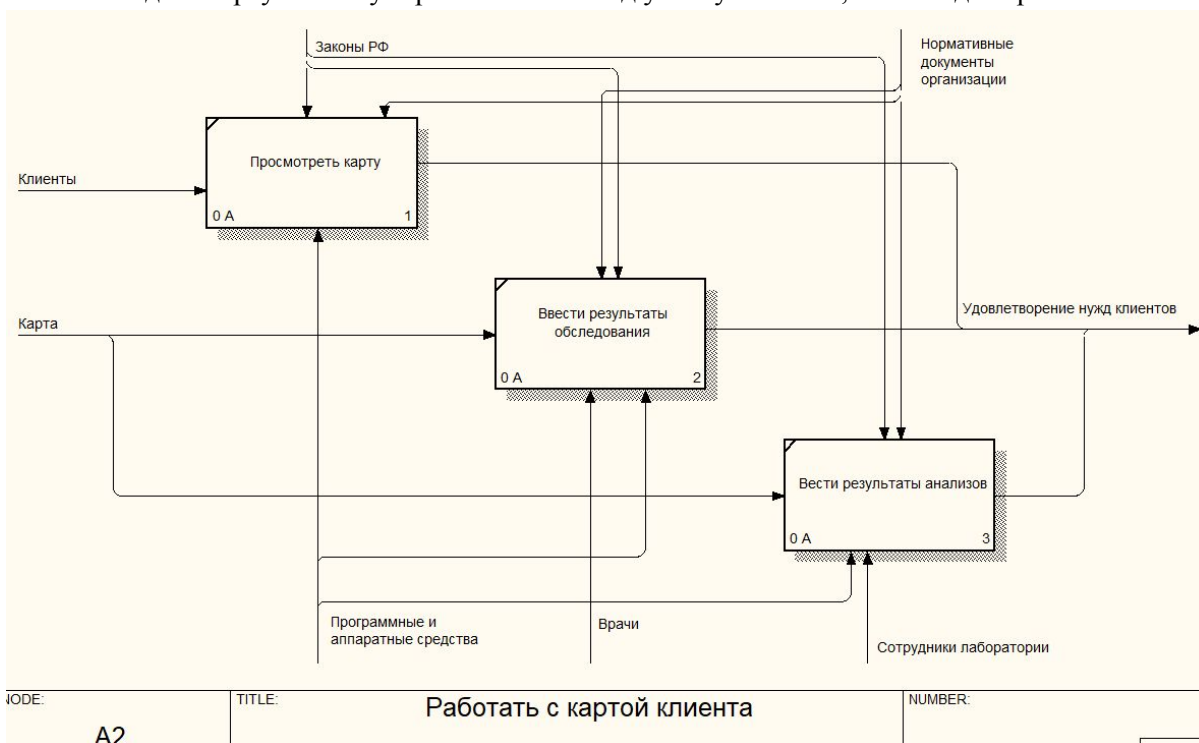 Законы РФ
Нормативные
документы
организации
Просмотреть карту
Клиенты
0 А
1
Ввести результаты
обследования
Удовлетворение нужд клиентов
Карта
0 А
2
Вести результаты анализов
0 А
3
Программные и
аппаратные средства
Врачи
Сотрудники лаборатории
TITLE:
Работать с картой клиента
NUMBER:
A2